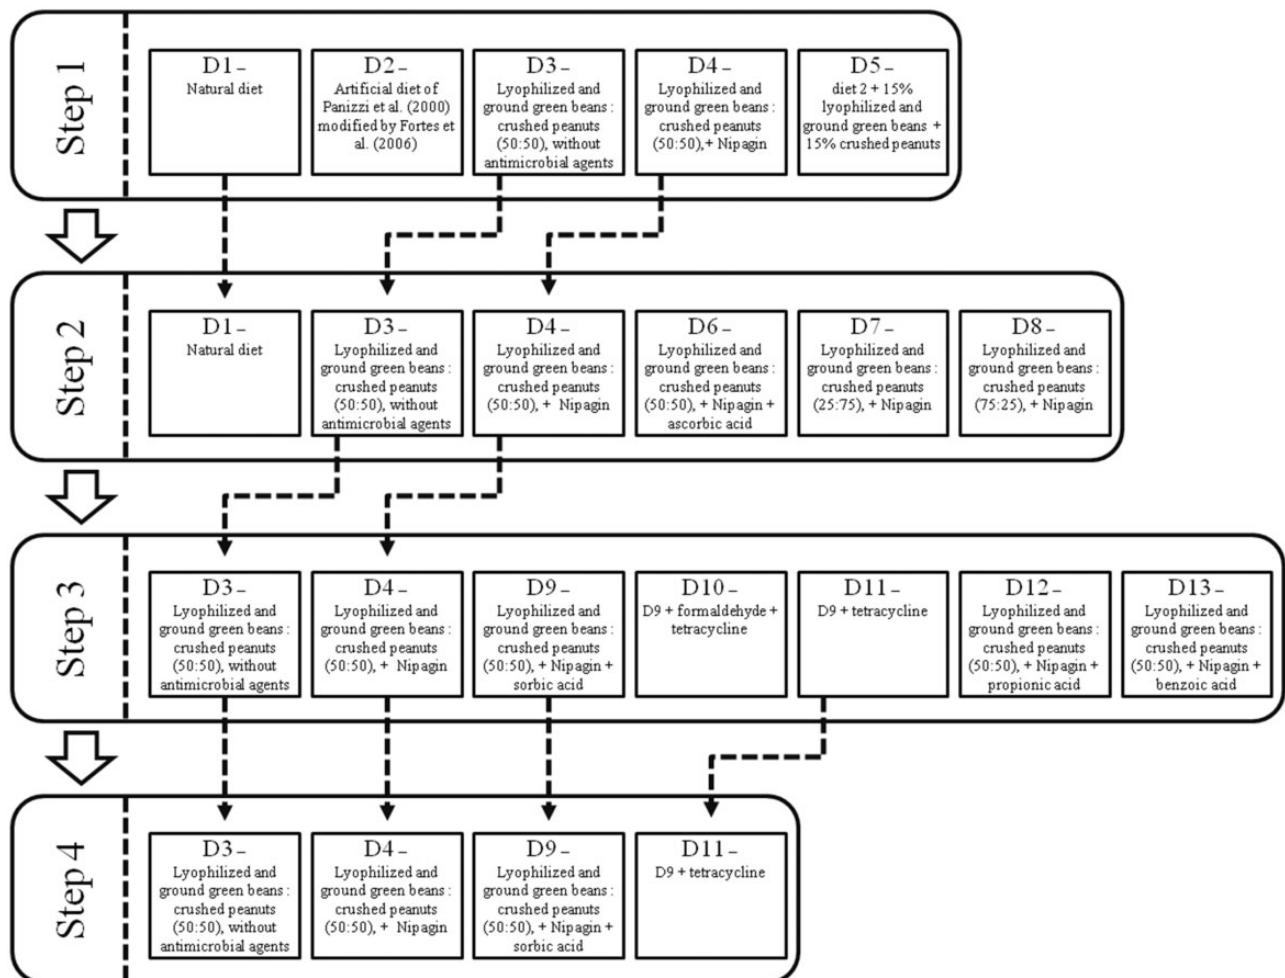 Step 1
D1 –
Natural diet
D2 –
Artificial diet of
Panizzi et al. (2000)
modified by Fortes et
al. (2006)
D3 –
Lyophilized and
ground green beans :
crushed peanuts
(50:50), without
antimicrobial agents
D4 –
Lyophilized and
ground green beans :
crushed peanuts
(50:50),+ Nipagin
D5 –
diet 2 + 15%
lyophilized and
ground green beans +
15% crushed peanuts
Step 2
D1 –
Natural diet
D3 –
Lyophilized and
ground green beans :
crushed peanuts
(50:50), without
antimicrobial agents
D4 –
Lyophilized and
ground green beans :
crushed peanuts
(50:50), + Nipagin
D6 –
Lyophilized and
ground green beans :
crushed peanuts
(50:50), + Nipagin +
ascorbic acid
D7 –
Lyophilized and
ground green beans :
crushed peanuts
(25:75), + Nipagin
D8 –
Lyophilized and
ground green beans :
crushed peanuts
(75:25), + Nipagin
Step 3
D3 –
Lyophilized and
ground green beans :
crushed peanuts
(50:50), without
antimicrobial agents
D4 –
Lyophilized and
ground green beans :
crushed peanuts
(50:50), + Nipagin
D9 –
Lyophilized and
ground green beans :
crushed peanuts
(50:50), + Nipagin +
sorbic acid
D10 –
D9 + formaldehyde +
tetracycline
D11 –
D9 + tetracycline
D12 –
Lyophilized and
ground green beans :
crushed peanuts
(50:50), + Nipagin +
propionic acid
D13 –
Lyophilized and
ground green beans :
crushed peanuts
(50:50), + Nipagin +
benzoic acid
Step 4
D3 –
Lyophilized and
ground green beans :
crushed peanuts
(50:50), without
antimicrobial agents
D4 –
Lyophilized and
ground green beans :
crushed peanuts
(50:50), + Nipagin
D9 –
Lyophilized and
ground green beans :
crushed peanuts
(50:50), + Nipagin +
sorbic acid
D11 –
D9 + tetracycline